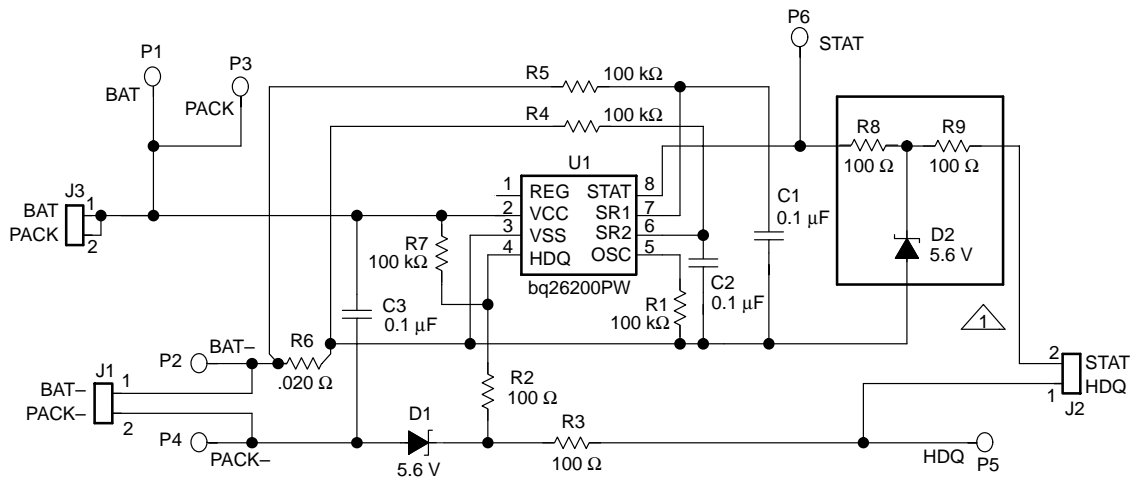 P6
STAT
P1
BAT
P3
PACK
R5
100 kΩ
R4
100 kΩ
R8
100 Ω
R9
100 Ω
U1
1 REG STAT 8
2 VCC SR1 7
3 VSS SR2 6
4 HDQ OSC 5
bq26200PW
C1
0.1 μF
D2
5.6 V
J3
BAT 1
PACK 2
R7
100 kΩ
C3
0.1 μF
C2
0.1 μF
R1
100 kΩ
1
P2
BAT–
R6
.020 Ω
J1
BAT– 1
PACK– 2
R2
100 Ω
2 STAT
1 HDQ
J2
P4
PACK–
D1
5.6 V
R3
100 Ω
HDQ
P5